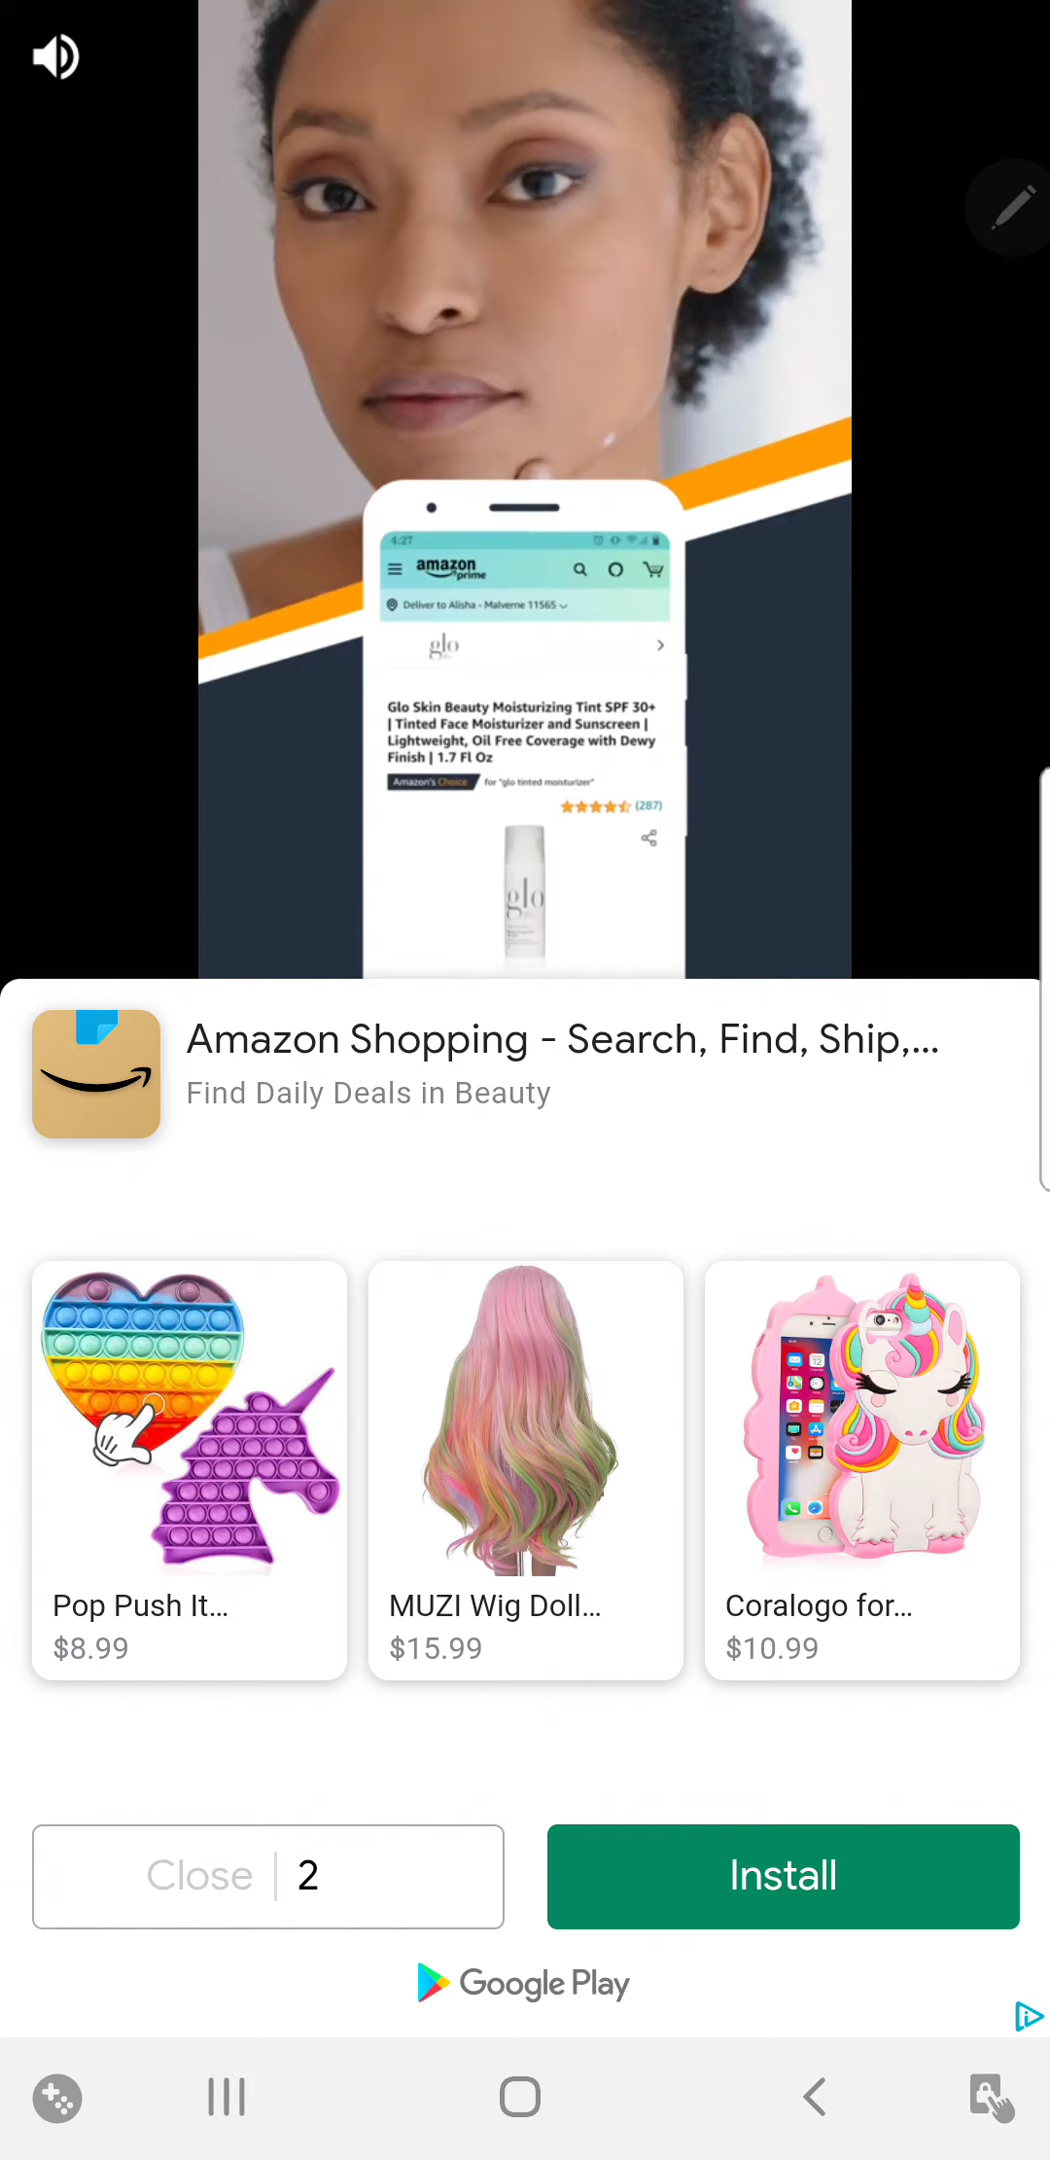 4:27
amazon
prime
Deliver to Alisha - Malverne 11565
glo
Glo Skin Beauty Moisturizing Tint SPF 30+
| Tinted Face Moisturizer and Sunscreen |
Lightweight, Oil Free Coverage with Dewy
Finish | 1.7 Fl Oz
Amazon's Choice for "glo tinted moisturizer"
(287)
glo
Amazon Shopping - Search, Find, Ship,...
Find Daily Deals in Beauty
Pop Push It...
$8.99
MUZI Wig Doll...
$15.99
Coralogo for...
$10.99
Close | 2
Install
Google Play